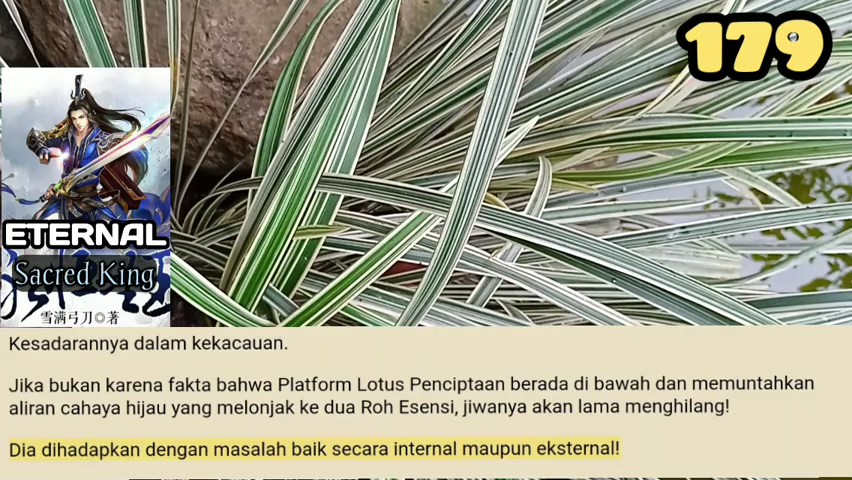 179
ETERNAL
Sacred King
雪满弓刀◎著
Kesadarannya dalam kekacauan.
Jika bukan karena fakta bahwa Platform Lotus Penciptaan berada di bawah dan memuntahkan
aliran cahaya hijau yang melonjak ke dua Roh Esensi, jiwanya akan lama menghilang!
Dia dihadapkan dengan masalah baik secara internal maupun eksternal!